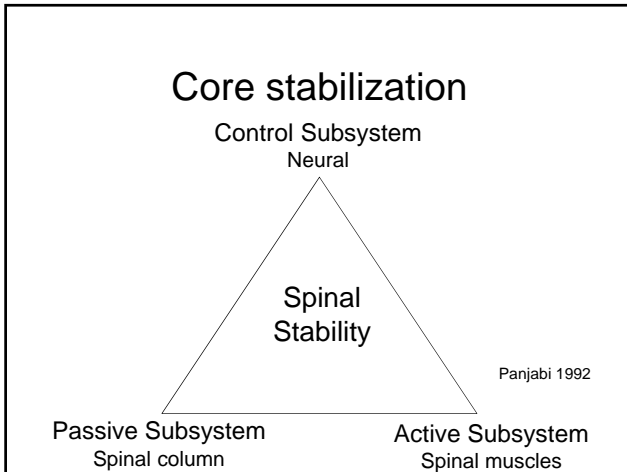 Core stabilization
Control Subsystem
Neural
Spinal
Stability
Panjabi 1992
Passive Subsystem
Spinal column
Active Subsystem
Spinal muscles